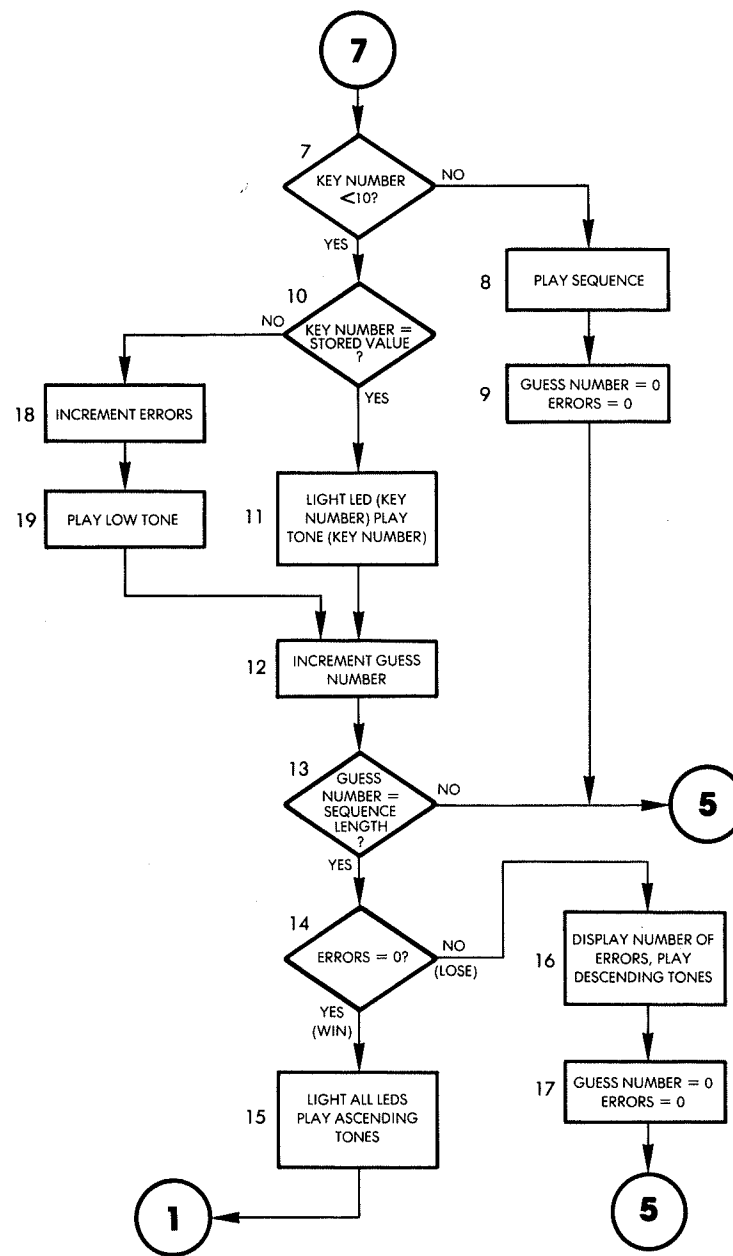 7
7
KEY NUMBER
<10?
NO
YES
8
PLAY SEQUENCE
9
GUESS NUMBER = 0
ERRORS = 0
10
KEY NUMBER =
STORED VALUE
?
NO
YES
18
INCREMENT ERRORS
19
PLAY LOW TONE
11
LIGHT LED (KEY
NUMBER) PLAY
TONE (KEY NUMBER)
12
INCREMENT GUESS
NUMBER
13
GUESS
NUMBER =
SEQUENCE
LENGTH
?
NO
5
YES
14
ERRORS = 0?
NO
(LOSE)
YES
(WIN)
16
DISPLAY NUMBER OF
ERRORS, PLAY
DESCENDING TONES
17
GUESS NUMBER = 0
ERRORS = 0
5
15
LIGHT ALL LEDS
PLAY ASCENDING
TONES
1